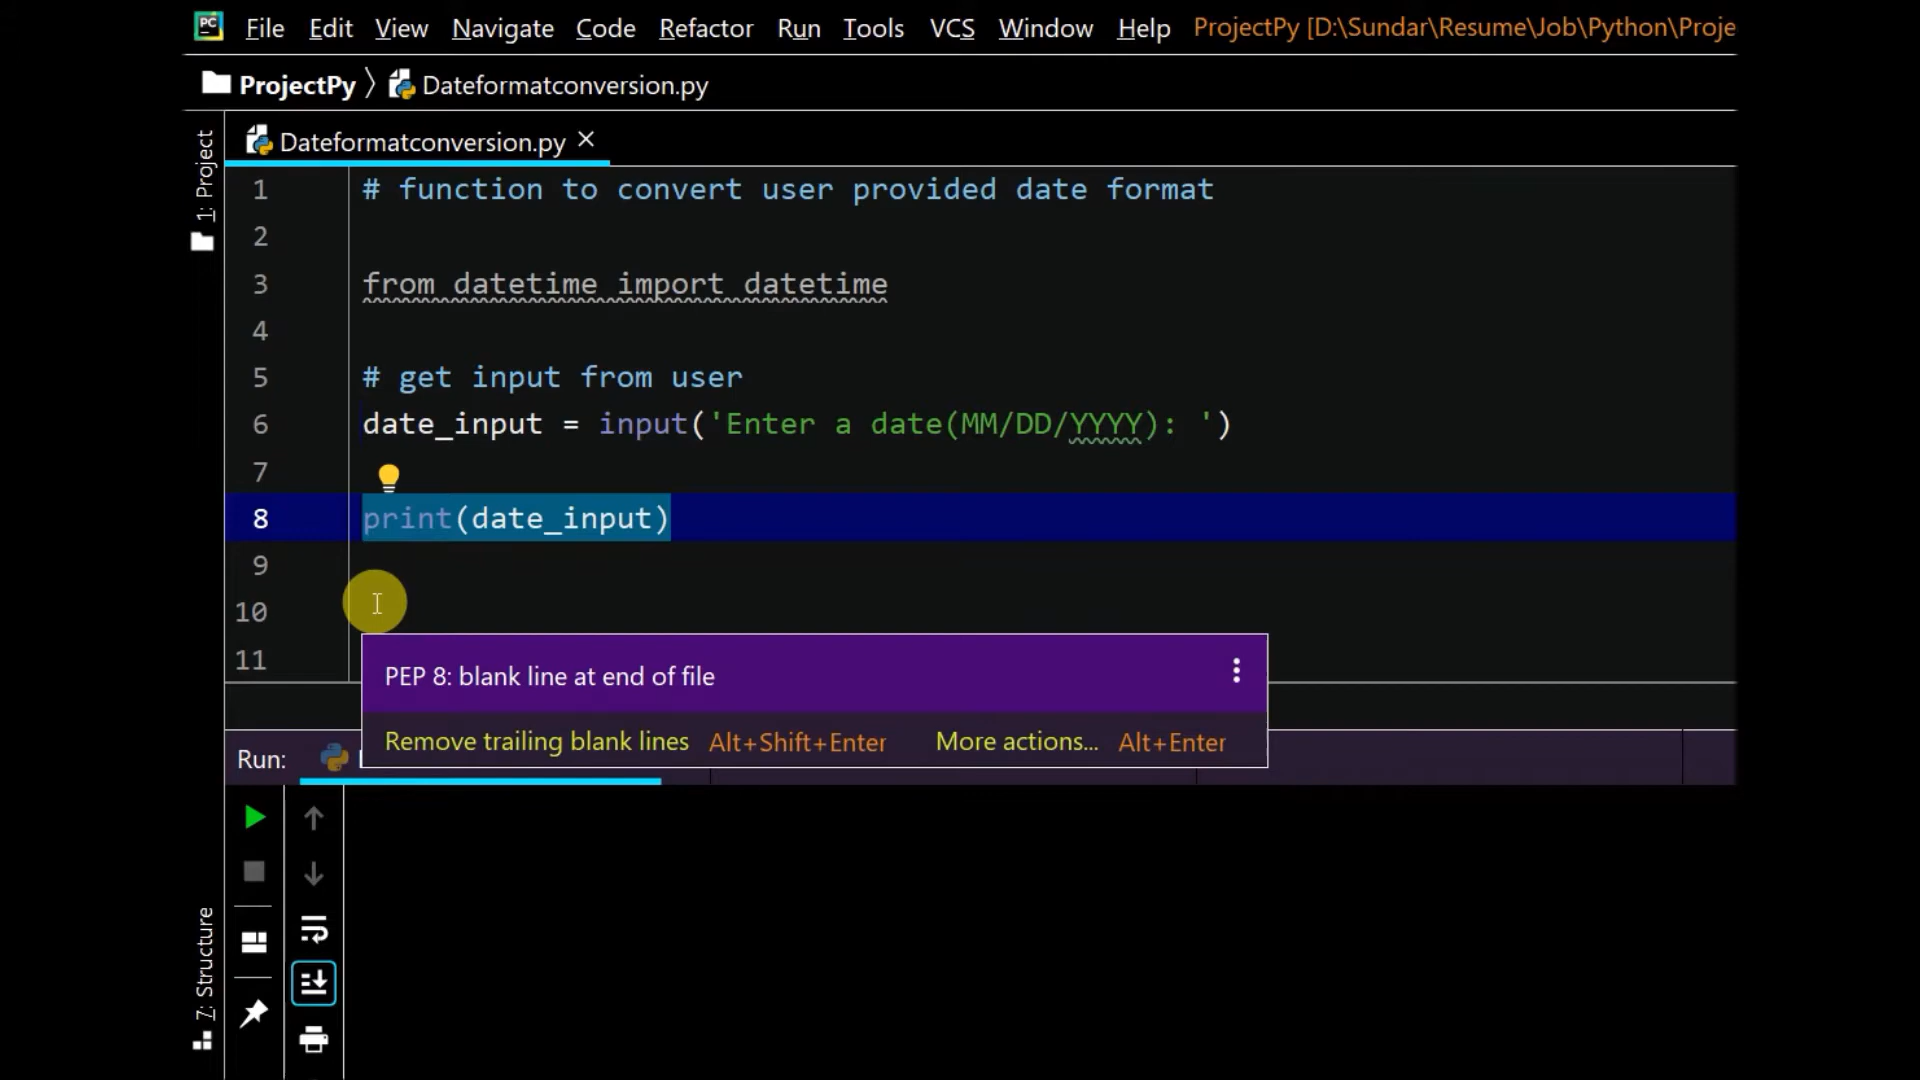 PC File Edit View Navigate Code Refactor Run Tools VCS Window Help ProjectPy [D:\Sundar\Resume\Job\Python\Proje
ProjectPy Dateformatconversion.py
Dateformatconversion.py
1: Project
1 # function to convert user provided date format
2
3 from datetime import datetime
4
5 # get input from user
6 date_input = input('Enter a date(MM/DD/YYYY): ')
7
8 print(date_input)
9
10
11
PEP 8: blank line at end of file
Remove trailing blank lines Alt+Shift+Enter More actions... Alt+Enter
Run:
7: Structure